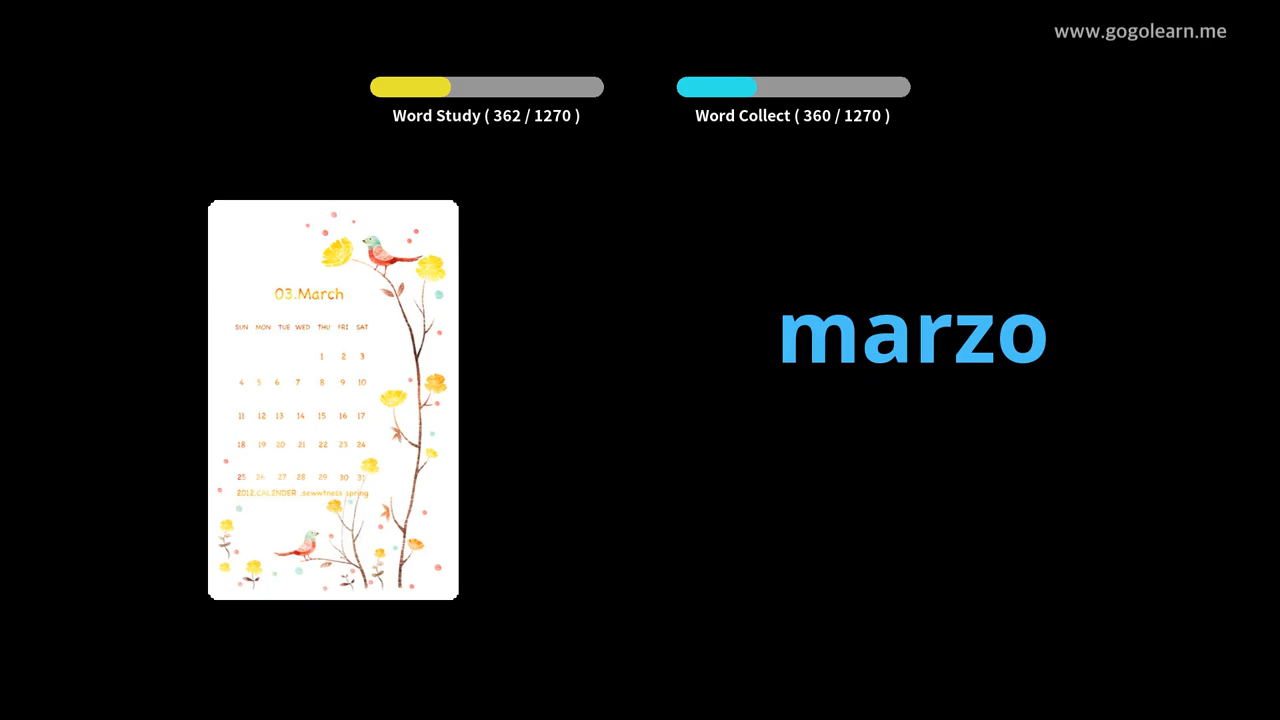 www.gogolearn.me
Word Study ( 362 / 1270 )
Word Collect ( 360 / 1270 )
03.March
SUN MON TUE WED THU FRI SAT
1 2 3
4 5 6 7 8 9 10
11 12 13 14 15 16 17
18 19 20 21 22 23 24
25 26 27 28 29 30 31
2012.CALENDER .sewwtness spring
marzo